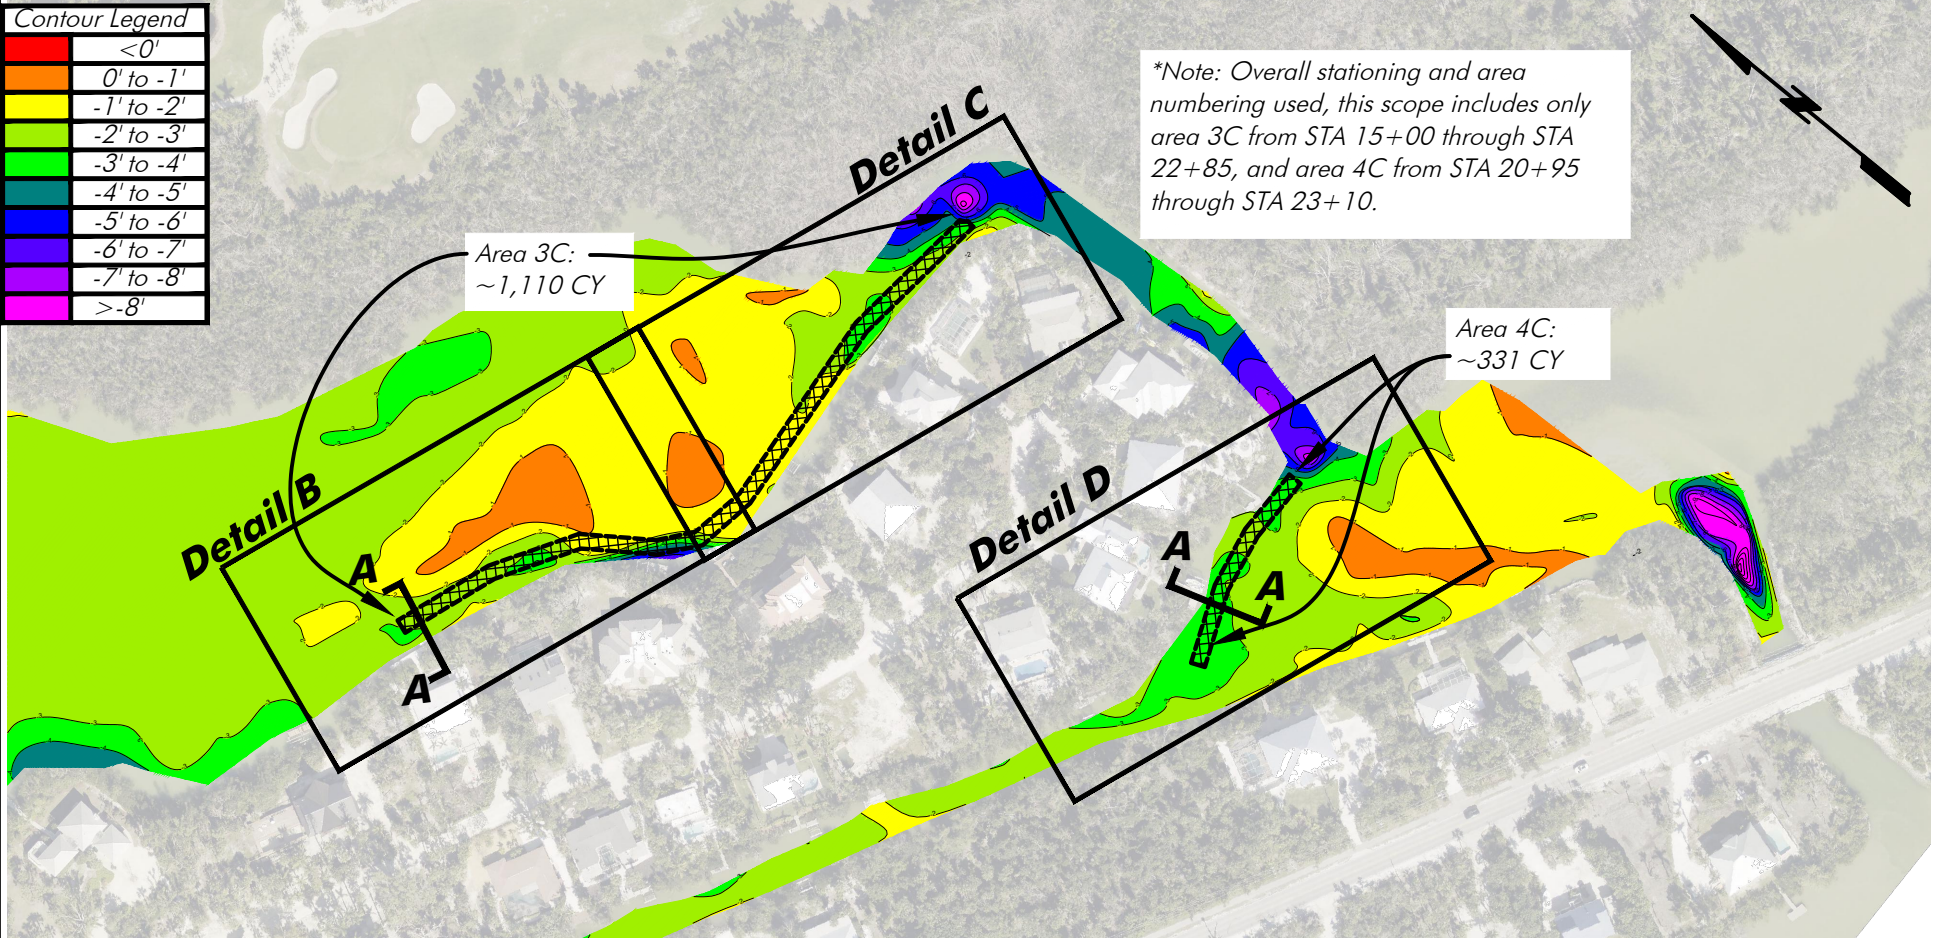 Contour Legend
<0'
0' to -1'
-1' to -2'
-2' to -3'
-3' to -4'
-4' to -5'
-5' to -6'
-6' to -7'
-7' to -8'
>-8'
*Note: Overall stationing and area
numbering used, this scope includes only
area 3C from STA 15+00 through STA
22+85, and area 4C from STA 20+95
through STA 23+10.
Detail C
Area 3C:
~1,110 CY
Area 4C:
~331 CY
Detail B
Detail D
A
A
A
A